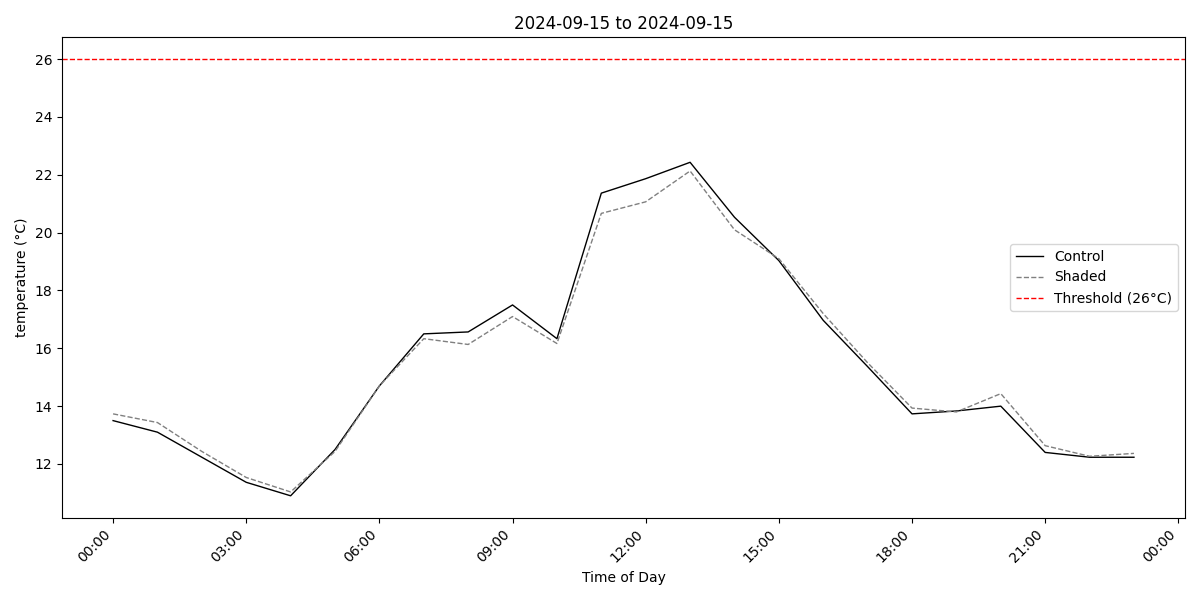 2024-09-15 to 2024-09-15
temperature (°C)
26
24
22
20
18
16
14
12
Control
Shaded
Threshold (26°C)
00:00
03:00
06:00
09:00
12:00
15:00
18:00
21:00
00:00
Time of Day